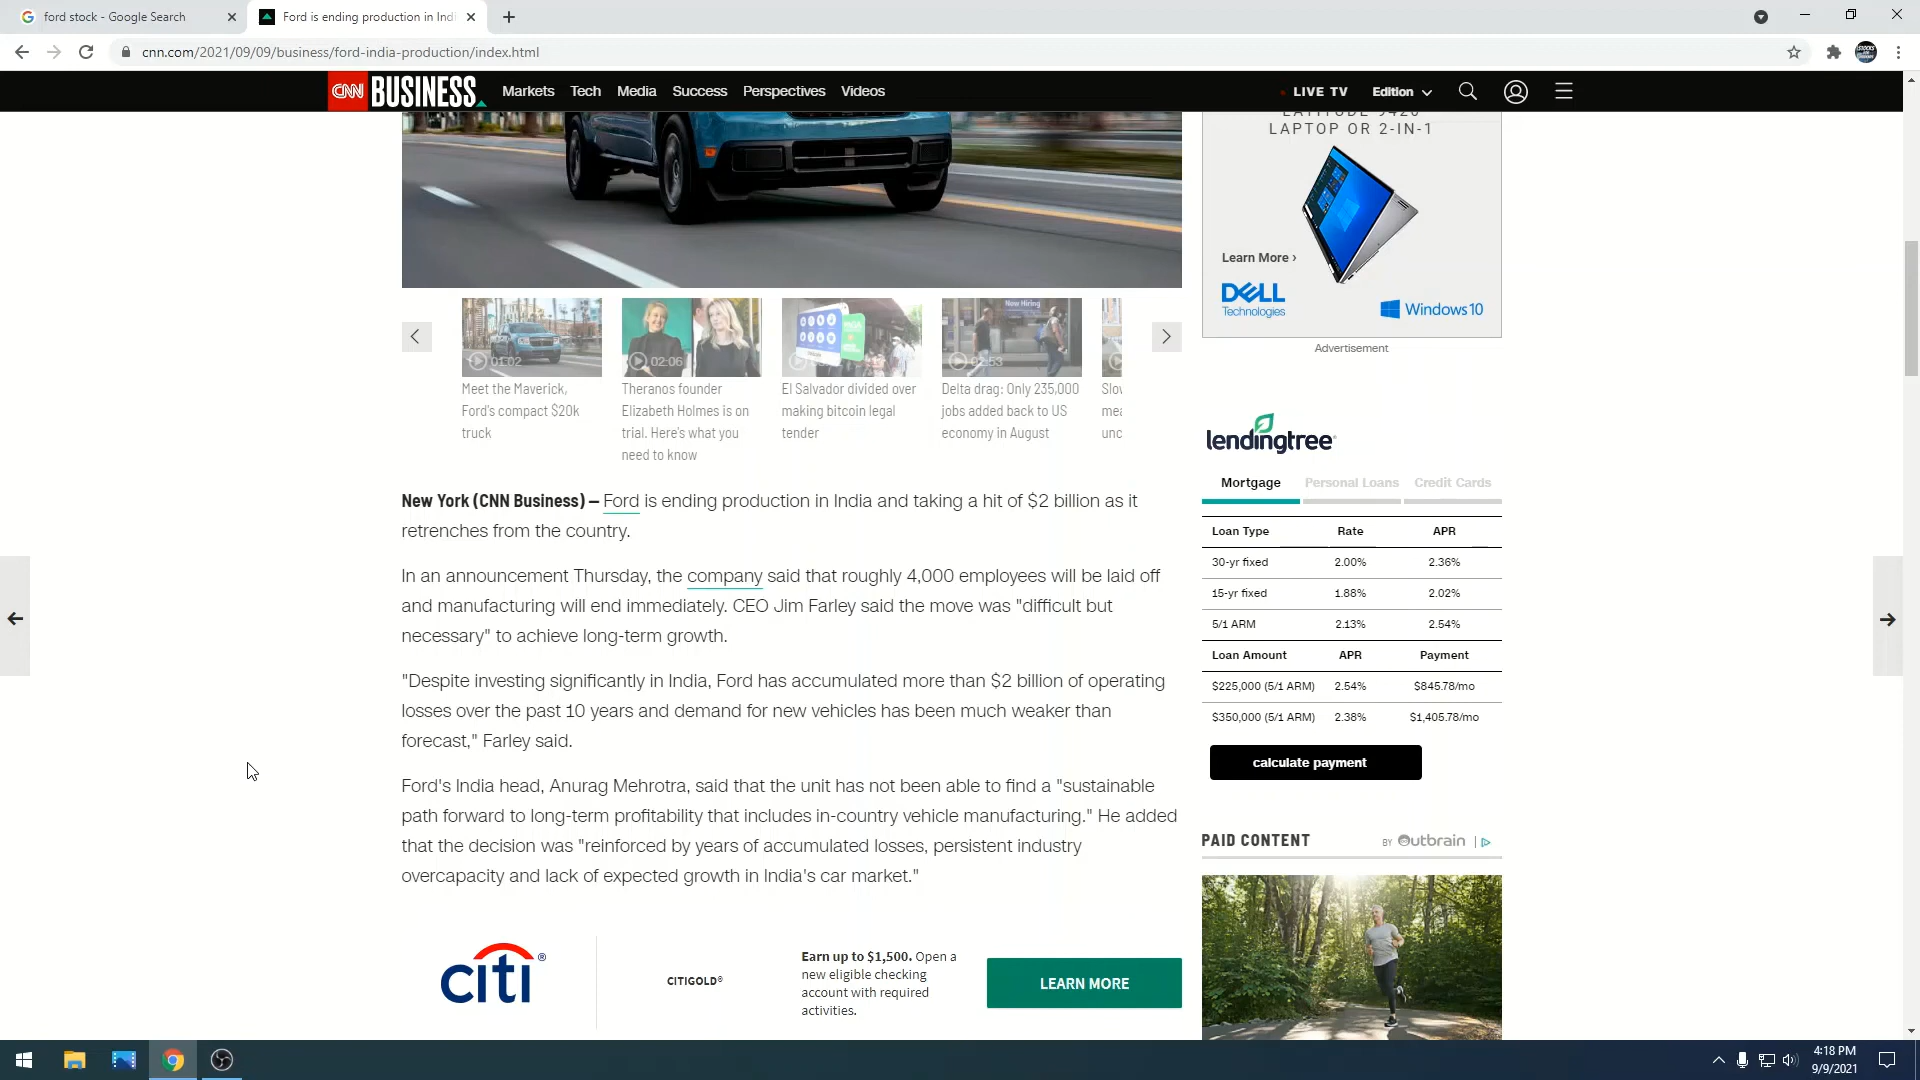 ford stock - Google Search
Ford is ending production in Indi
cnn.com/2021/09/09/business/ford-india-production/index.html
CNN BUSINESS
Markets Tech Media Success Perspectives Videos
LIVE TV Edition
LATITUDE 9420
LAPTOP OR 2-IN-1
Learn More ›
DELL
Technologies
Windows10
Advertisement
01:02
02:06
Now Hiring
02:53
Meet the Maverick,
Ford's compact $20k
truck
Theranos founder
Elizabeth Holmes is on
trial. Here's what you
need to know
El Salvador divided over
making bitcoin legal
tender
Delta drag: Only 235,000
jobs added back to US
economy in August
Slov
mea
unc
New York (CNN Business) — Ford is ending production in India and taking a hit of $2 billion as it
retrenches from the country.
In an announcement Thursday, the company said that roughly 4,000 employees will be laid off
and manufacturing will end immediately. CEO Jim Farley said the move was "difficult but
necessary" to achieve long-term growth.
"Despite investing significantly in India, Ford has accumulated more than $2 billion of operating
losses over the past 10 years and demand for new vehicles has been much weaker than
forecast," Farley said.
Ford's India head, Anurag Mehrotra, said that the unit has not been able to find a "sustainable
path forward to long-term profitability that includes in-country vehicle manufacturing." He added
that the decision was "reinforced by years of accumulated losses, persistent industry
overcapacity and lack of expected growth in India's car market."
lendingtree
Mortgage Personal Loans Credit Cards
Loan Type Rate APR
30-yr fixed 2.00% 2.36%
15-yr fixed 1.88% 2.02%
5/1 ARM 2.13% 2.54%
Loan Amount APR Payment
$225,000 (5/1 ARM) 2.54% $845.78/mo
$350,000 (5/1 ARM) 2.38% $1,405.78/mo
calculate payment
PAID CONTENT BY Outbrain
citi®
CITIGOLD®
Earn up to $1,500. Open a
new eligible checking
account with required
activities.
LEARN MORE
4:18 PM
9/9/2021